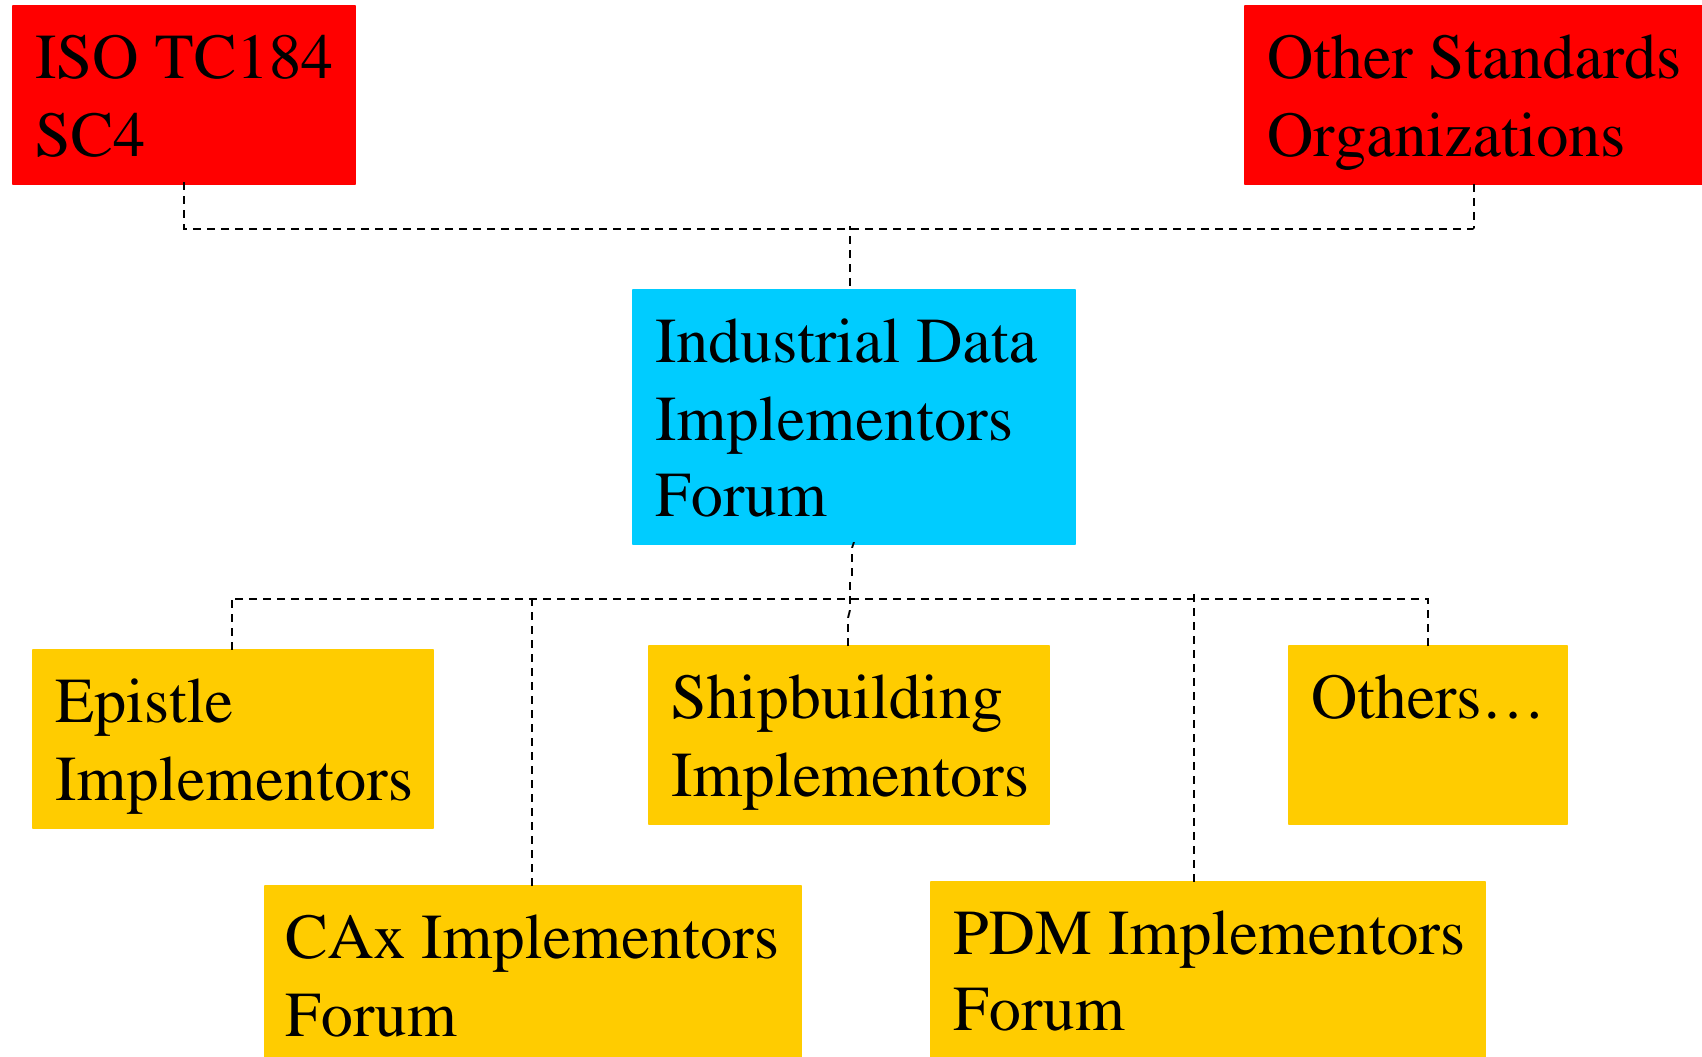 ISO TC184
SC4
Other Standards
Organizations
Industrial Data
Implementors
Forum
Epistle
Implementors
Shipbuilding
Implementors
Others…
CAx Implementors
Forum
PDM Implementors
Forum